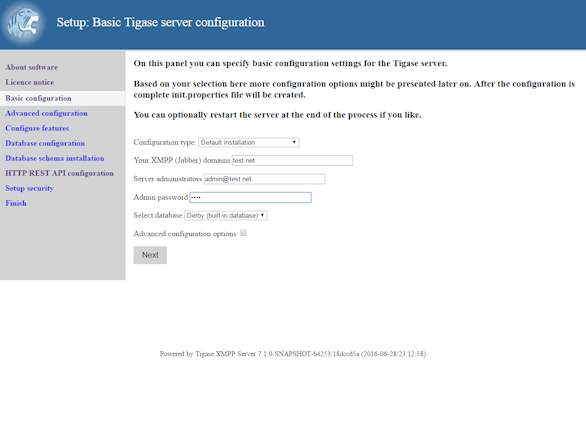 Setup: Basic Tigase server configuration
About software
Licence notice
Basic configuration
Advanced configuration
Configure features
Database configuration
Database schema installation
HTTP REST API configuration
Setup security
Finish
On this panel you can specify basic configuration settings for the Tigase server.
Based on your selection here more configuration options might be presented later on. After the configuration is
complete init.properties file will be created.
You can optionally restart the server at the end of the process if you like.
Configuration type: Default installation
Your XMPP (Jabber) domains test.net
Server administrators admin@test.net
Admin password ••••
Select database Derby (built-in database)
Advanced configuration options
Next
Powered by Tigase XMPP Server 7.1.0-SNAPSHOT-b4253/18dccd5a (2016-06-28/23:12:58)